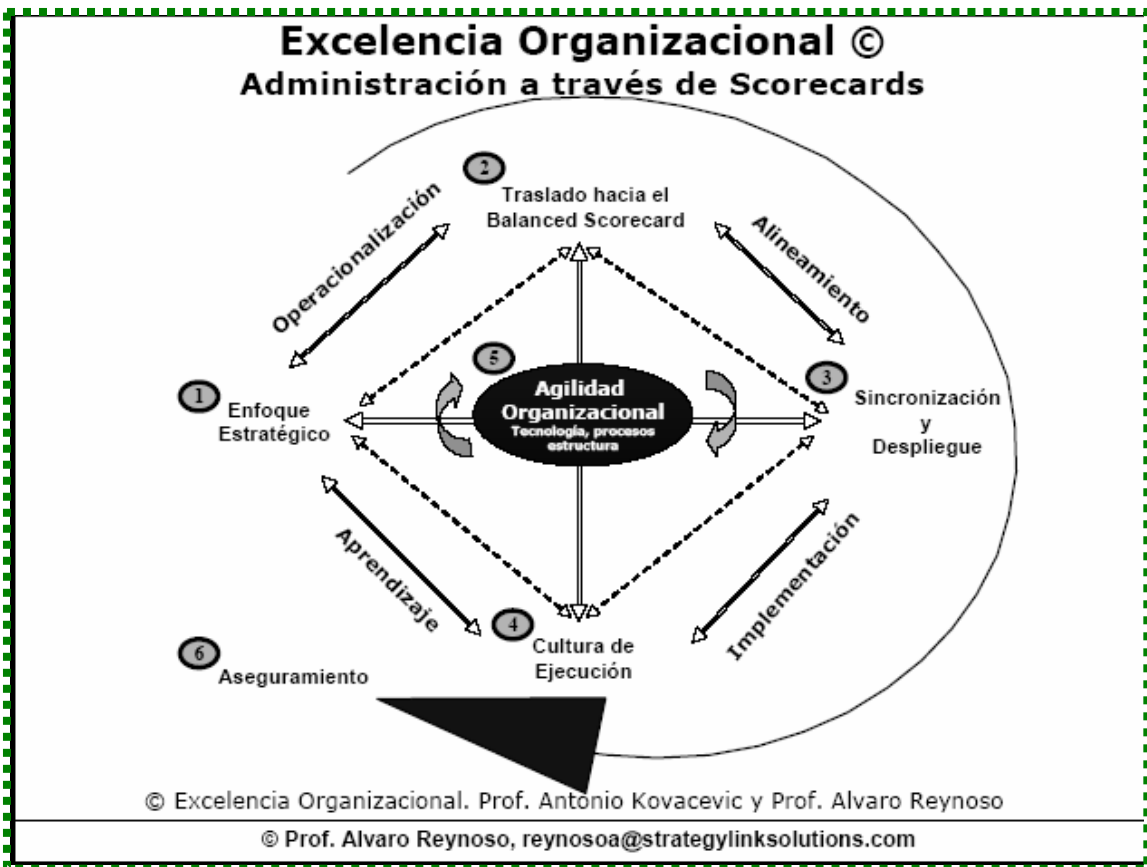 Excelencia Organizacional ©
Administración a través de Scorecards
2
Traslado hacia el
Balanced Scorecard
Operacionalización
Alineamiento
5
Agilidad
Organizacional
Tecnología, procesos
estructura
3
Sincronización
y
Despliegue
1
Enfoque
Estratégico
Aprendizaje
Implementación
4
Cultura de
Ejecución
6
Aseguramiento
© Excelencia Organizacional. Prof. Antonio Kovacevic y Prof. Alvaro Reynoso
© Prof. Alvaro Reynoso, reynosoa@strategylinksolutions.com